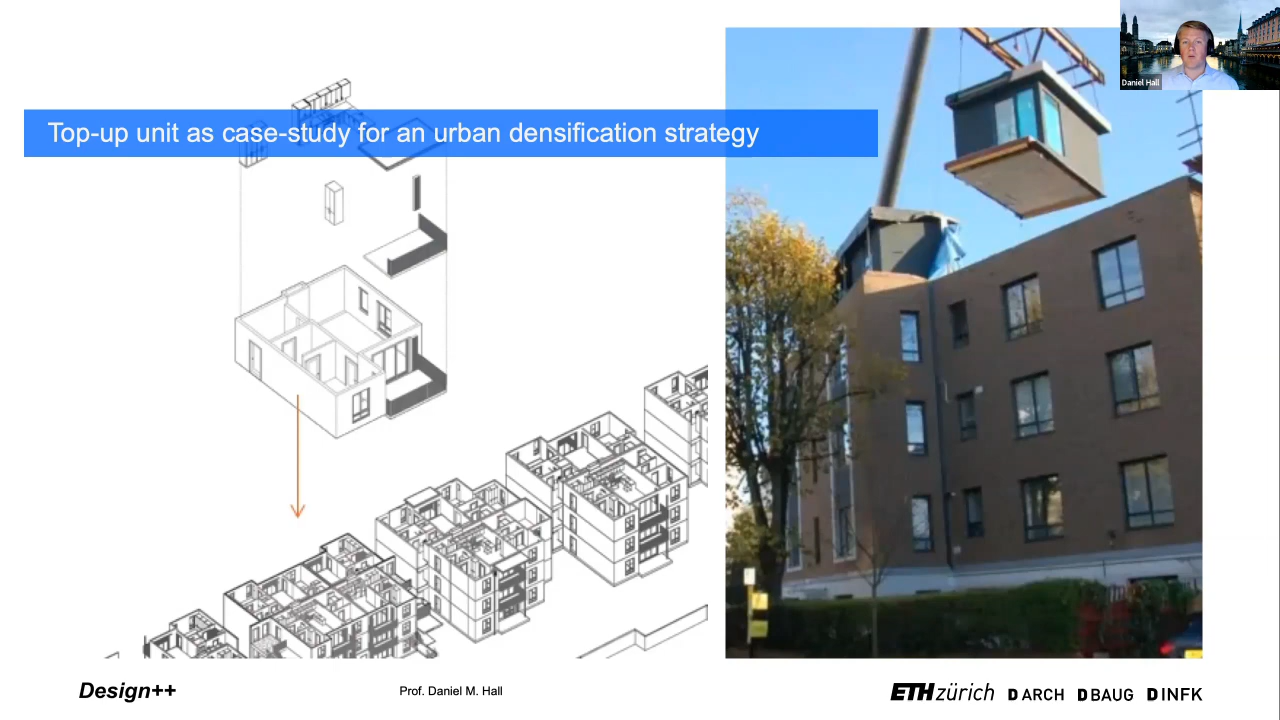 Daniel Hall
Top-up unit as case-study for an urban densification strategy
Design++
Prof. Daniel M. Hall
ETH zürich D ARCH D BAUG D INFK